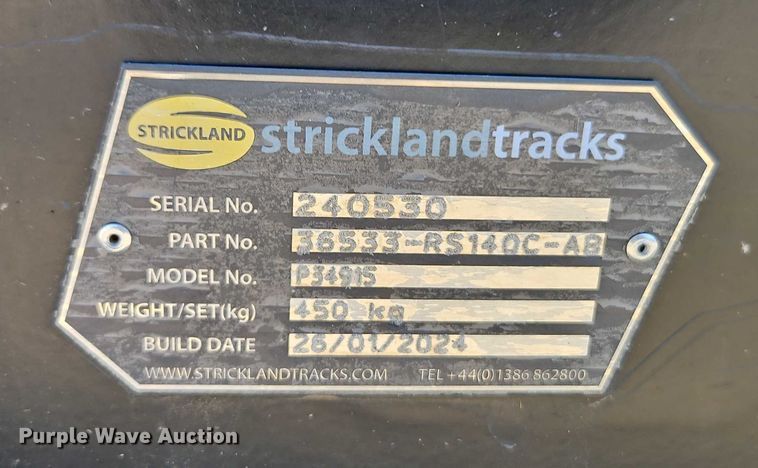 STRICKLAND stricklandtracks
SERIAL No. 240530
PART No. 36533-RS140C-AB
MODEL No. P34915
WEIGHT/SET(kg) 450 kg
BUILD DATE 26/01/2024
WWW.STRICKLANDTRACKS.COM TEL +44(0)1386 862800
Purple Wave Auction